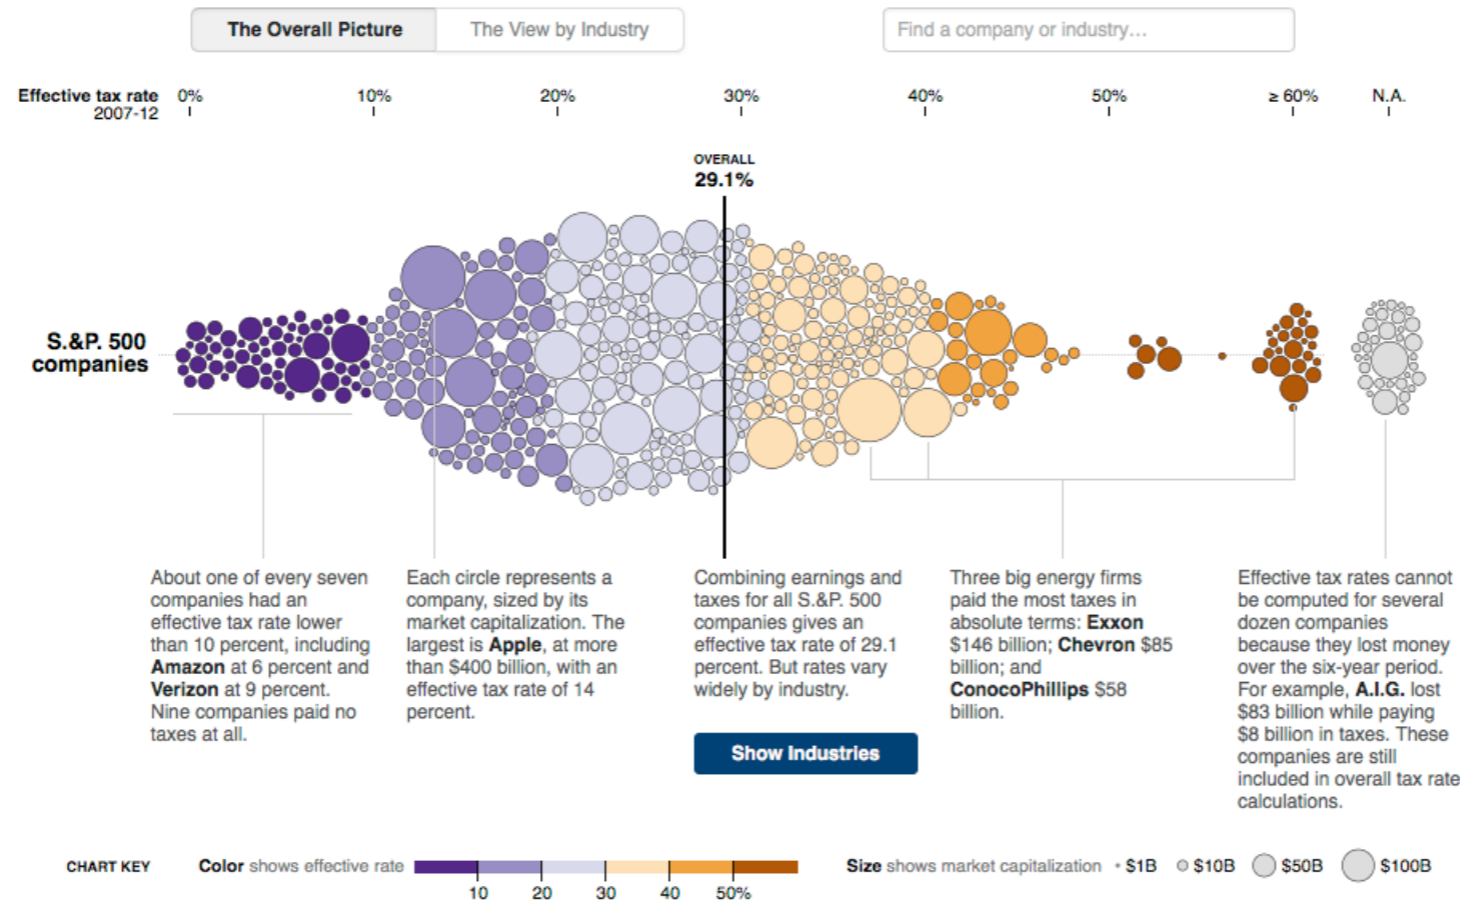 The Overall Picture
The View by Industry
Find a company or industry...
Effective tax rate
2007-12
0%
10%
20%
30%
40%
50%
≥ 60%
N.A.
OVERALL
29.1%
S.&P. 500
companies
About one of every seven
companies had an
effective tax rate lower
than 10 percent, including
Amazon at 6 percent and
Verizon at 9 percent.
Nine companies paid no
taxes at all.
Each circle represents a
company, sized by its
market capitalization. The
largest is Apple, at more
than $400 billion, with an
effective tax rate of 14
percent.
Combining earnings and
taxes for all S.&P. 500
companies gives an
effective tax rate of 29.1
percent. But rates vary
widely by industry.
Show Industries
Three big energy firms
paid the most taxes in
absolute terms: Exxon
$146 billion; Chevron $85
billion; and
ConocoPhillips $58
billion.
Effective tax rates cannot
be computed for several
dozen companies
because they lost money
over the six-year period.
For example, A.I.G. lost
$83 billion while paying
$8 billion in taxes. These
companies are still
included in overall tax rate
calculations.
CHART KEY
Color shows effective rate
10
20
30
40
50%
Size shows market capitalization
$1B
$10B
$50B
$100B